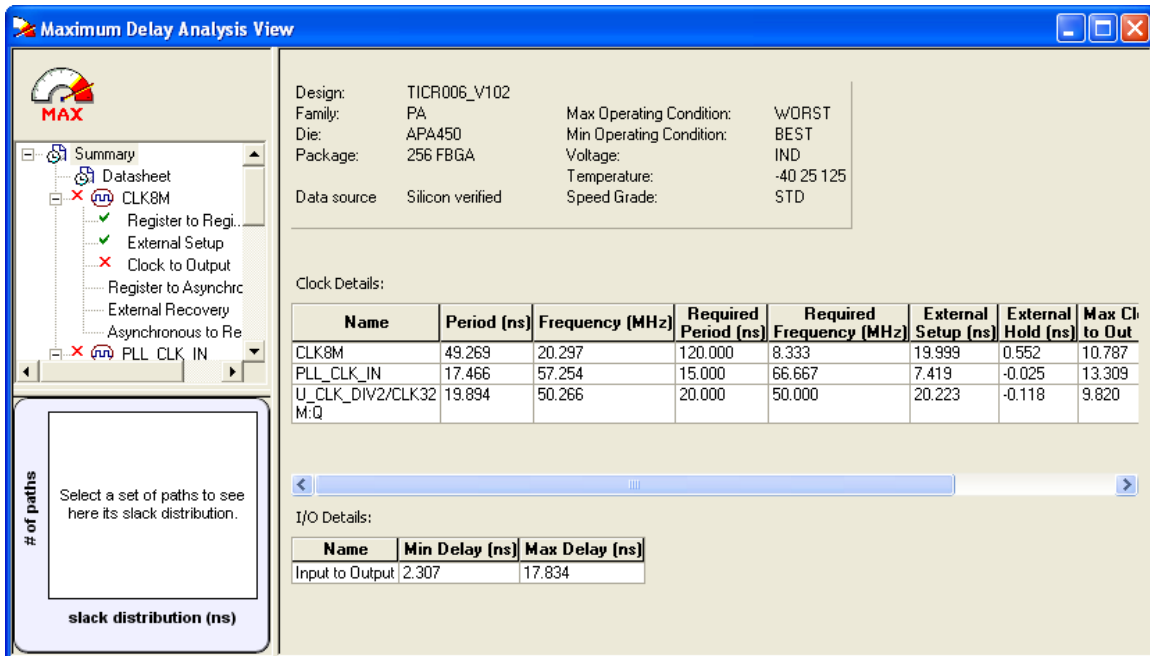 Maximum Delay Analysis View
MAX
Summary
Datasheet
CLK8M
Register to Regi...
External Setup
Clock to Output
Register to Asynchrc
External Recovery
Asynchronous to Re
PLL_CLK_IN
# of paths
Select a set of paths to see
here its slack distribution.
slack distribution (ns)
Design: TICR006_V102
Family: PA Max Operating Condition: WORST
Die: APA450 Min Operating Condition: BEST
Package: 256 FBGA Voltage: IND
Temperature: -40 25 125
Data source Silicon verified Speed Grade: STD
Clock Details:
Name Period (ns) Frequency (MHz) Required Period (ns) Required Frequency (MHz) External Setup (ns) External Hold (ns) Max Cl to Out
CLK8M 49.269 20.297 120.000 8.333 19.999 0.552 10.787
PLL_CLK_IN 17.466 57.254 15.000 66.667 7.419 -0.025 13.309
U_CLK_DIV2/CLK32 19.894 50.266 20.000 50.000 20.223 -0.118 9.820
M:Q
I/O Details:
Name Min Delay (ns) Max Delay (ns)
Input to Output 2.307 17.834